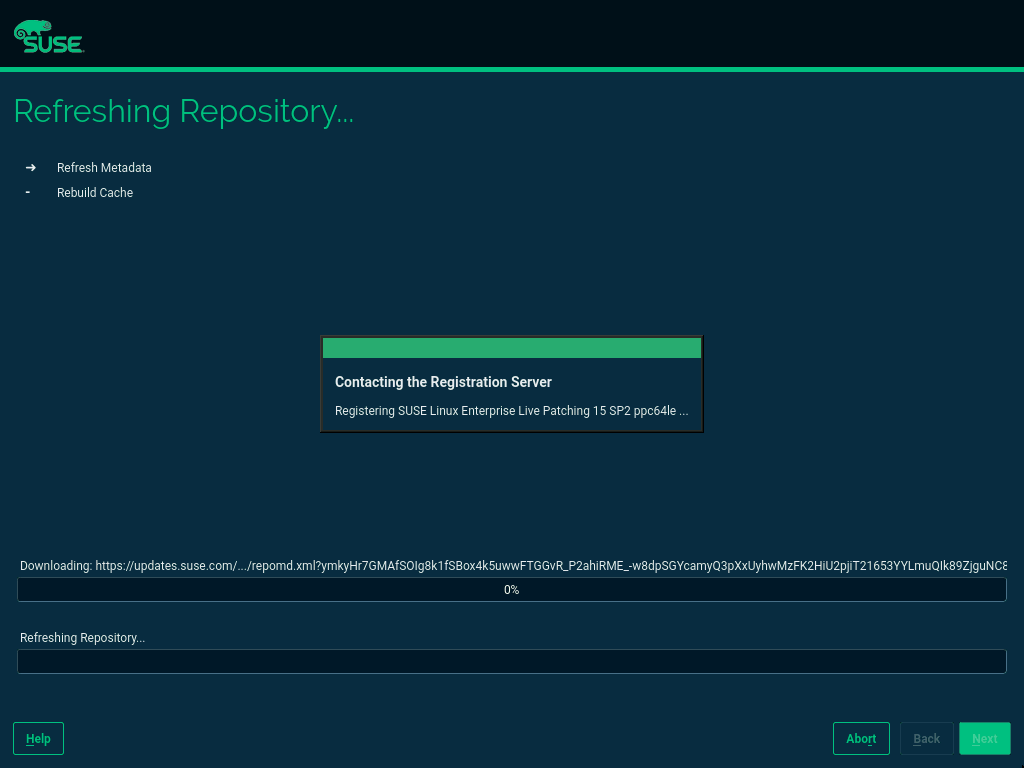 SUSE
Refreshing Repository...
➜ Refresh Metadata
- Rebuild Cache
Contacting the Registration Server
Registering SUSE Linux Enterprise Live Patching 15 SP2 ppc64le ...
Downloading: https://updates.suse.com/.../repomd.xml?ymkyHr7GMAfSOIg8k1fSBox4k5uwwFTGGvR_P2ahiRME_-w8dpSGYcamyQ3pXxUyhwMzFK2HiU2pjiT21653YYLmuQIk89ZjguNC8
0%
Refreshing Repository...
Help Abort Back Next